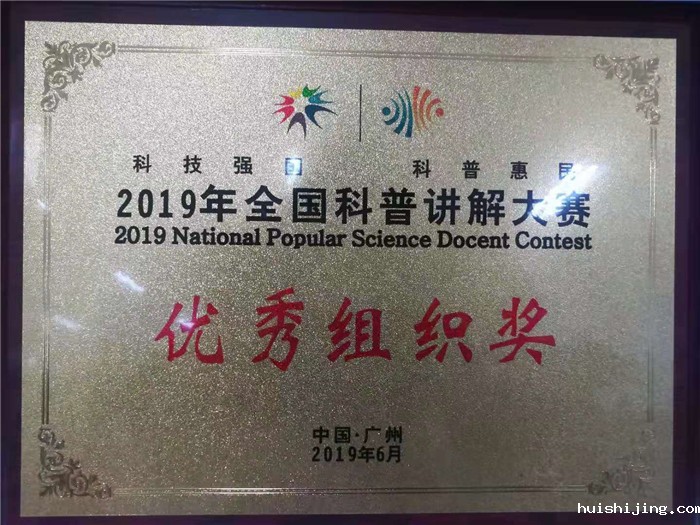 科技强国 科普惠民
2019年全国科普讲解大赛
2019 National Popular Science Docent Contest
优秀组织奖
中国·广州
2019年6月
huishijing.com